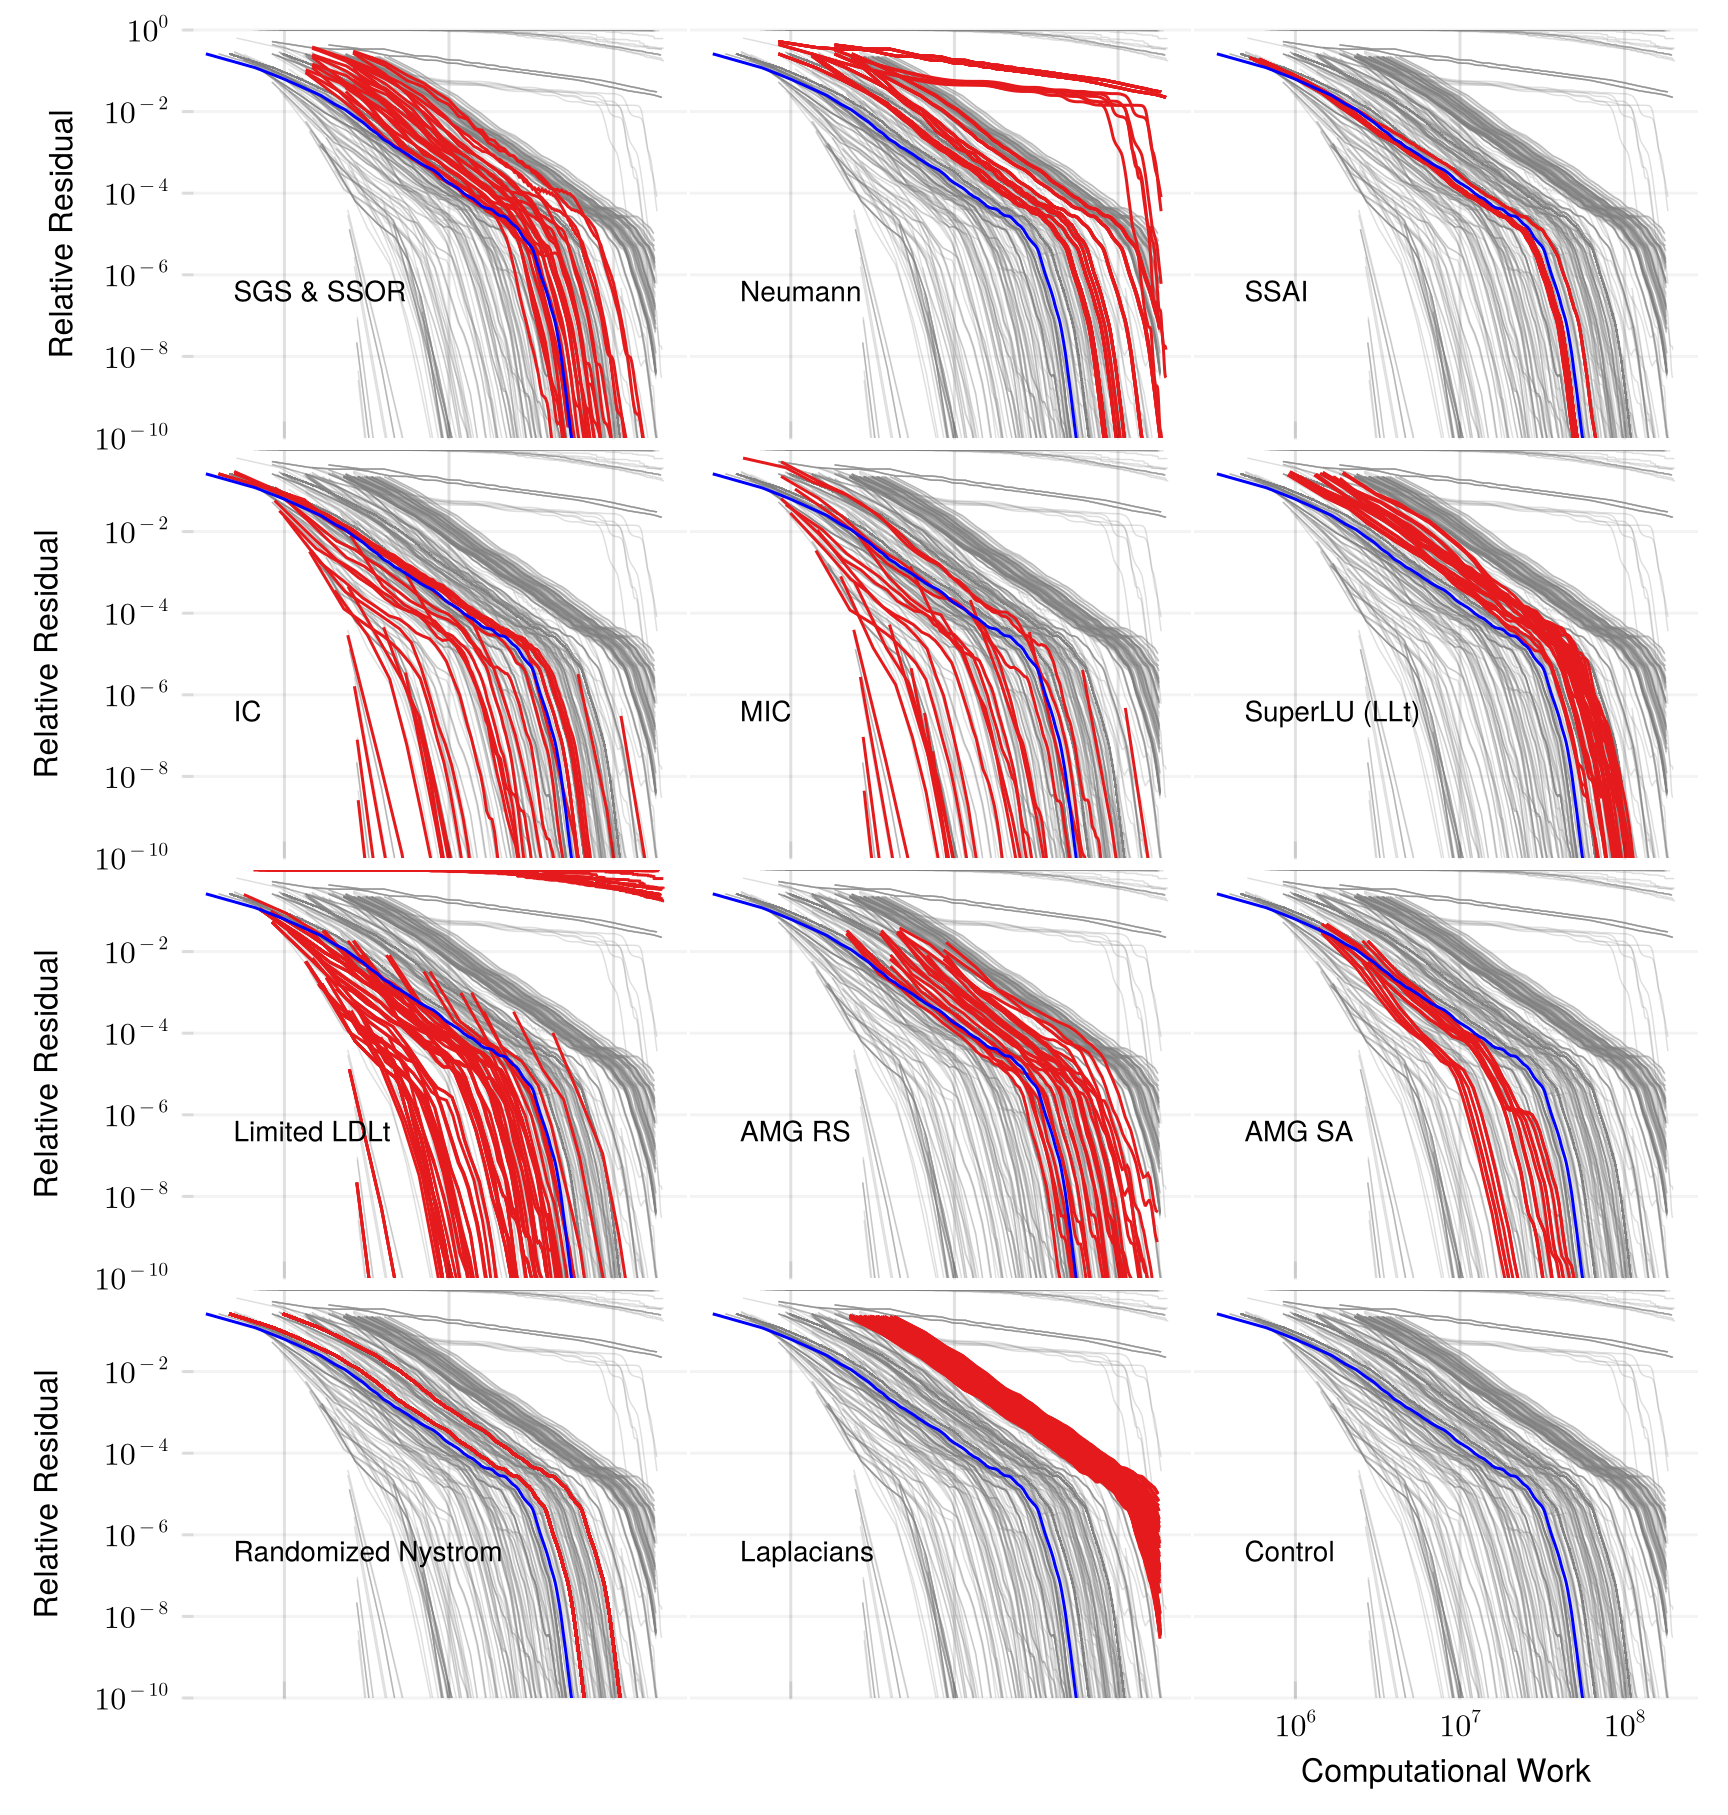 10^0
10^-2
10^-4
10^-6
10^-8
10^-10
Relative Residual
SGS & SSOR
Neumann
SSAI
10^-2
10^-4
10^-6
10^-8
10^-10
Relative Residual
IC
MIC
SuperLU (LLt)
10^-2
10^-4
10^-6
10^-8
10^-10
Relative Residual
Limited LDLt
AMG RS
AMG SA
10^-2
10^-4
10^-6
10^-8
10^-10
Relative Residual
Randomized Nystrom
Laplacians
Control
10^6 10^7 10^8
Computational Work